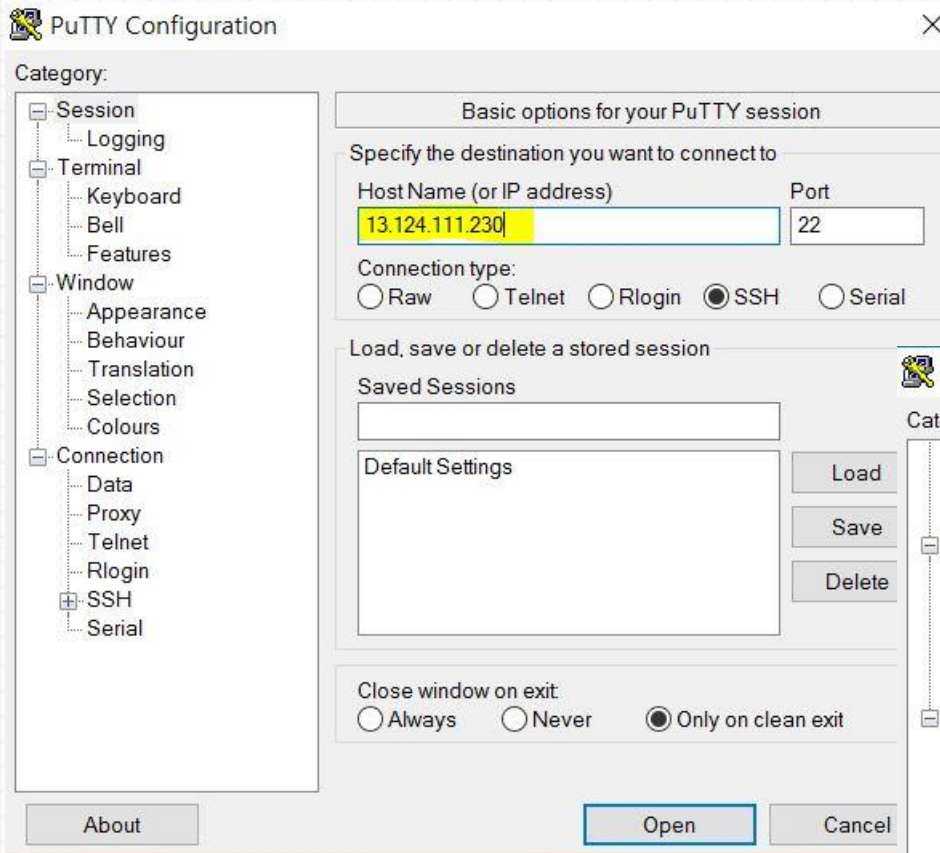 PuTTY Configuration
Category:
Session
Logging
Terminal
Keyboard
Bell
Features
Window
Appearance
Behaviour
Translation
Selection
Colours
Connection
Data
Proxy
Telnet
Rlogin
SSH
Serial
About
Basic options for your PuTTY session
Specify the destination you want to connect to
Host Name (or IP address) Port
13.124.111.230 22
Connection type:
Raw Telnet Rlogin SSH Serial
Load, save or delete a stored session
Saved Sessions
Default Settings
Load
Save
Delete
Close window on exit:
Always Never Only on clean exit
Open Cancel
Cat